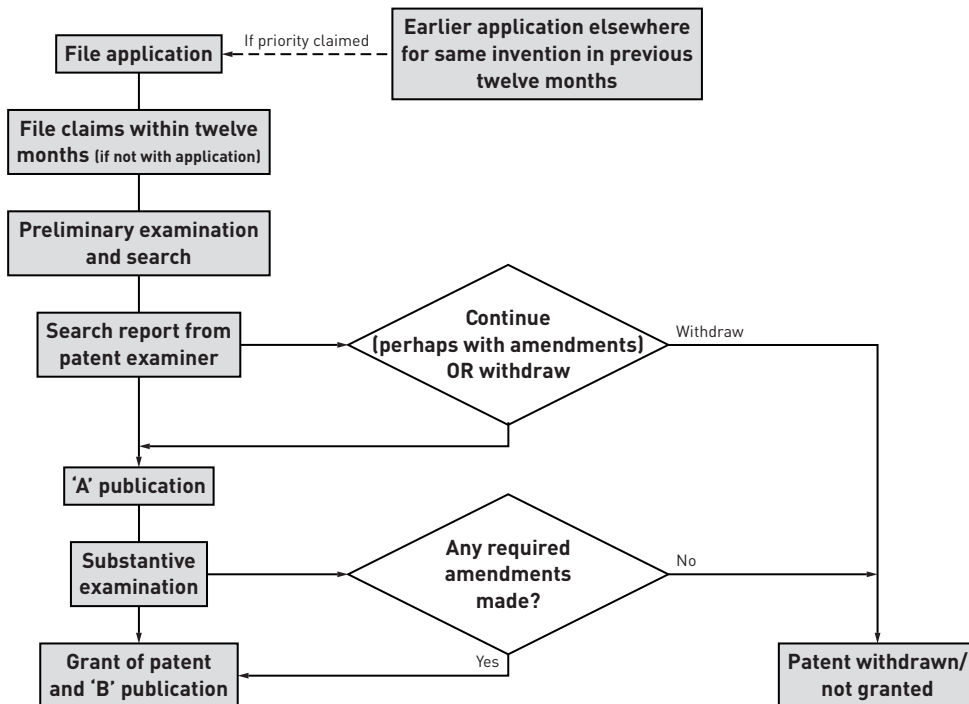 File application
If priority claimed
Earlier application elsewhere
for same invention in previous
twelve months
File claims within twelve
months (if not with application)
Preliminary examination
and search
Search report from
patent examiner
Continue
(perhaps with amendments)
OR withdraw
Withdraw
‘A’ publication
Substantive
examination
Any required
amendments
made?
No
Yes
Grant of patent
and ‘B’ publication
Patent withdrawn/
not granted